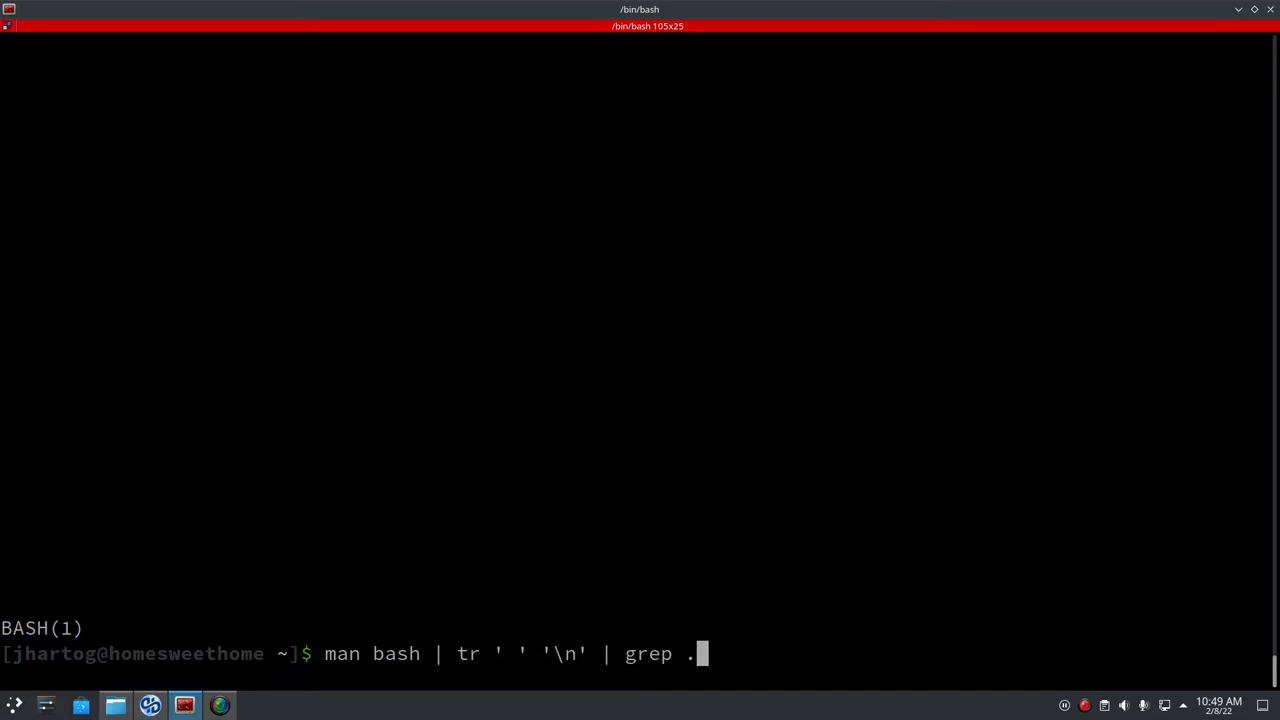 /bin/bash
/bin/bash 105x25
BASH(1)
[jhartog@homesweethome ~]$ man bash | tr ' ' '\n' | grep .
10:49 AM
2/8/22